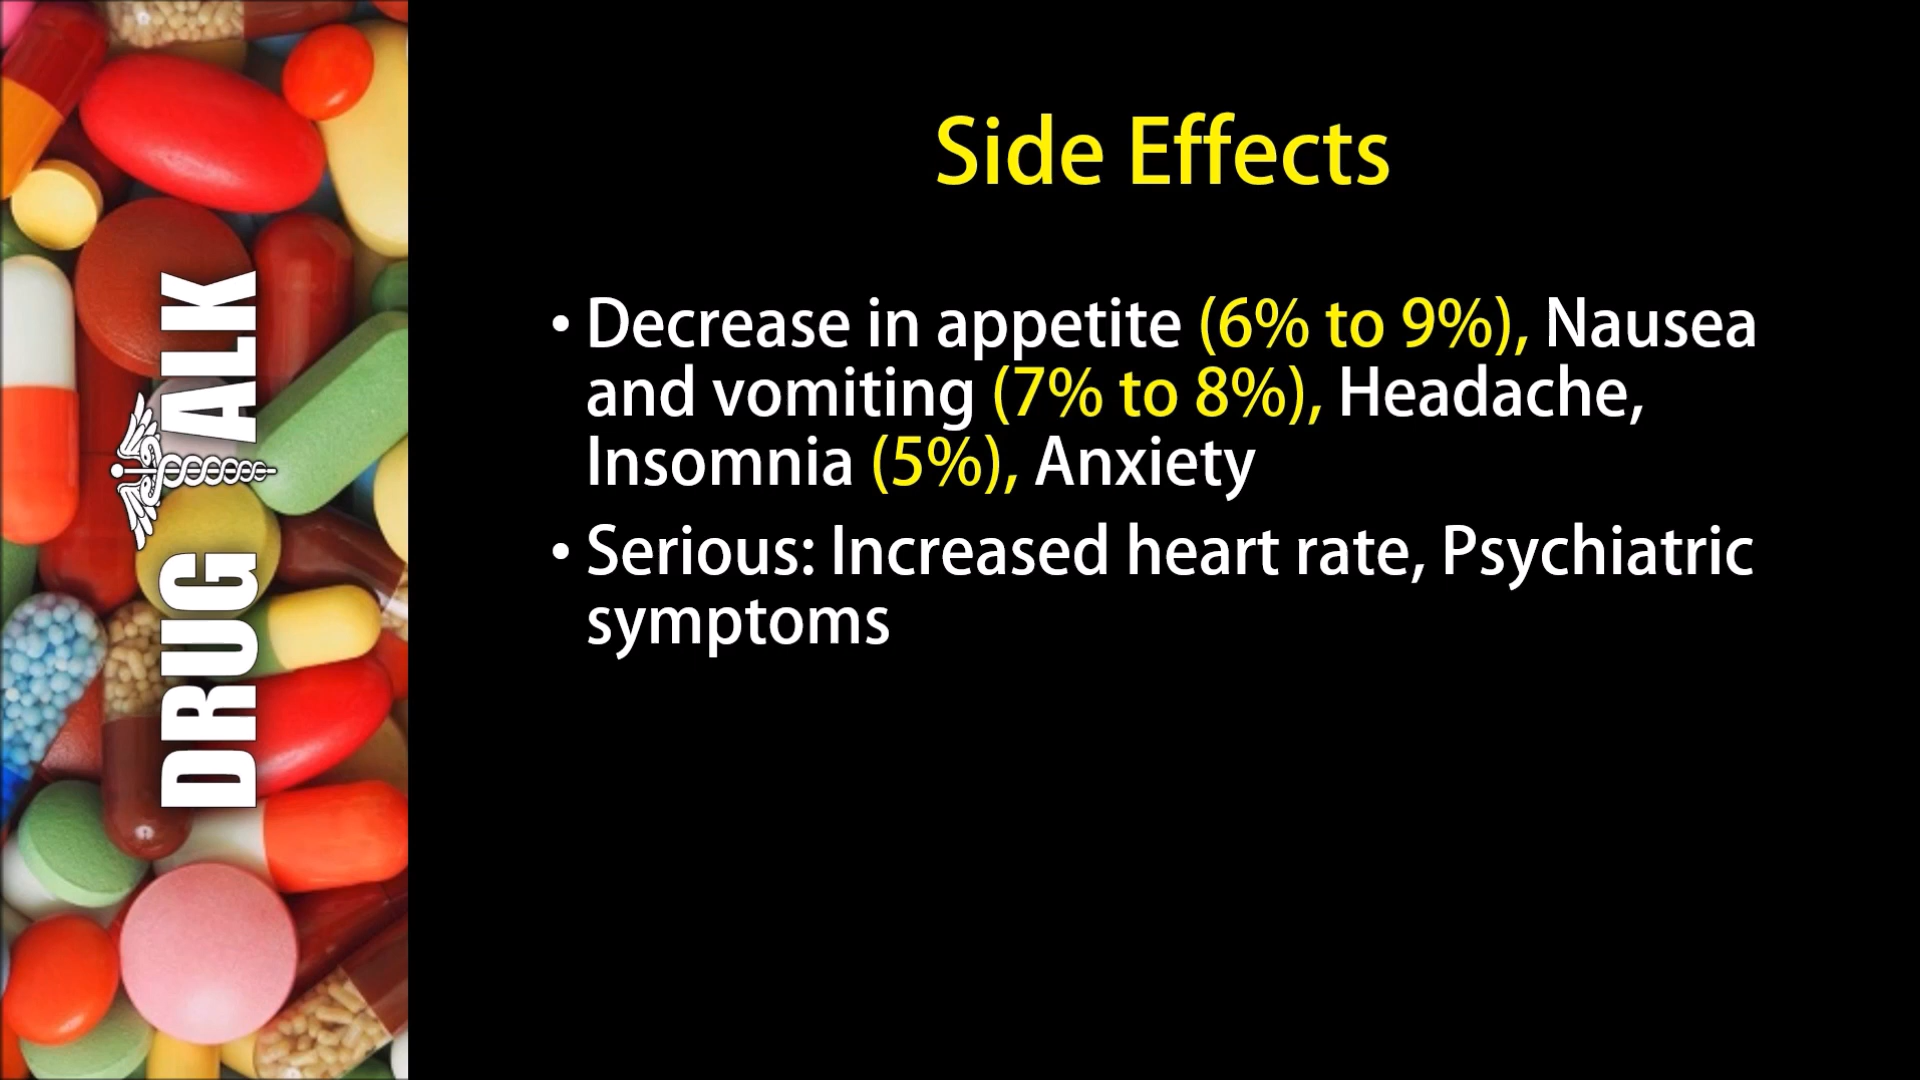 DRUG TALK
Side Effects
• Decrease in appetite (6% to 9%), Nausea
and vomiting (7% to 8%), Headache,
Insomnia (5%), Anxiety
• Serious: Increased heart rate, Psychiatric
symptoms